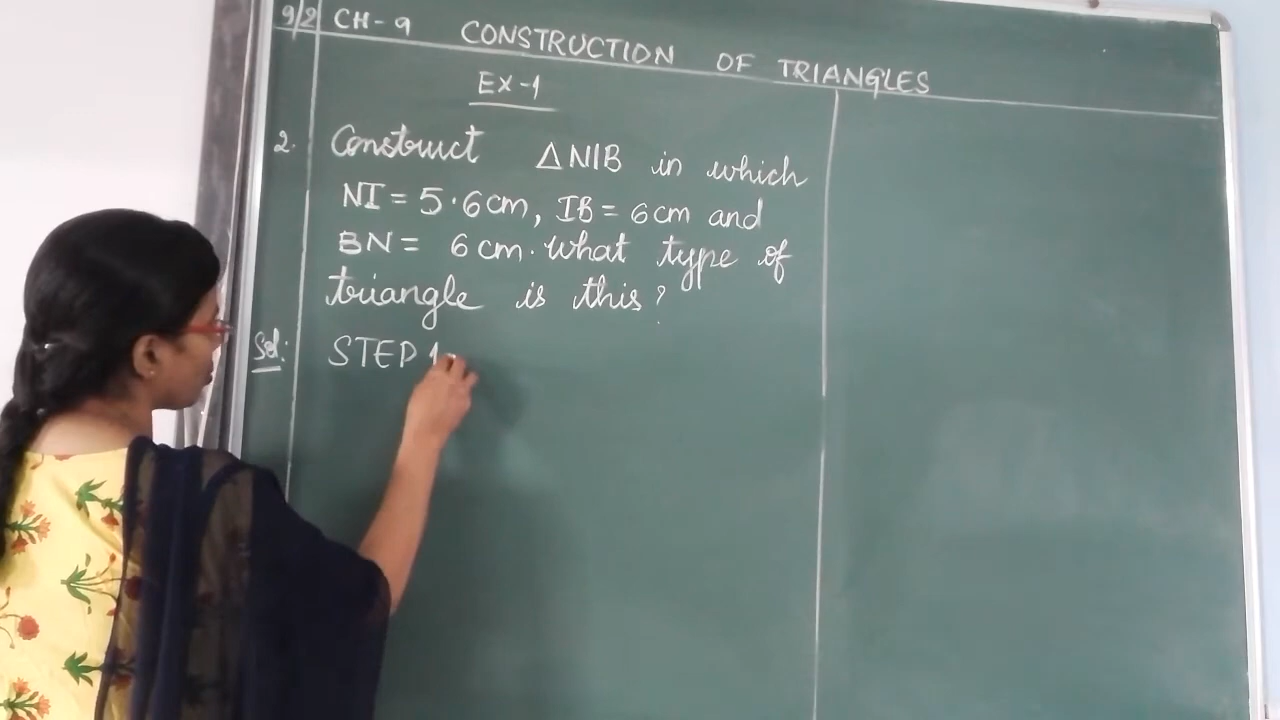 9/2 CH-9 CONSTRUCTION OF TRIANGLES
Ex-1
2. Construct △NIB in which
NI = 5.6cm, IB = 6cm and
BN = 6cm. what type of
triangle is this?
Sol: STEP 1